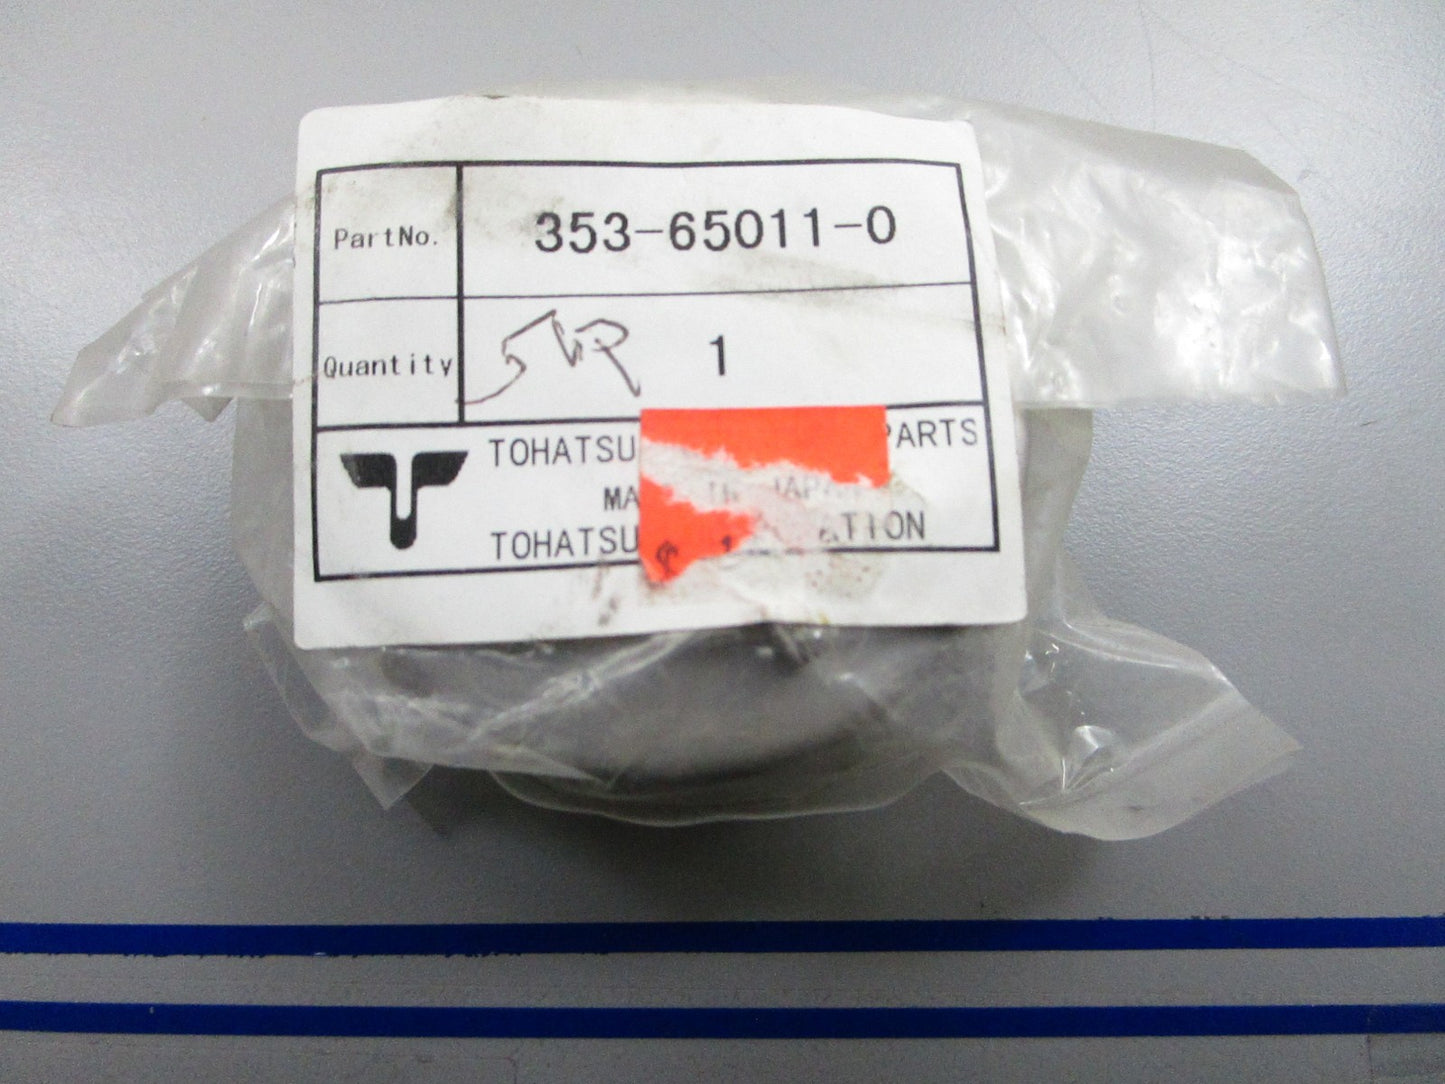 PartNo. 353-65011-0
Quantity 1
TOHATSU PARTS
TOHATSU